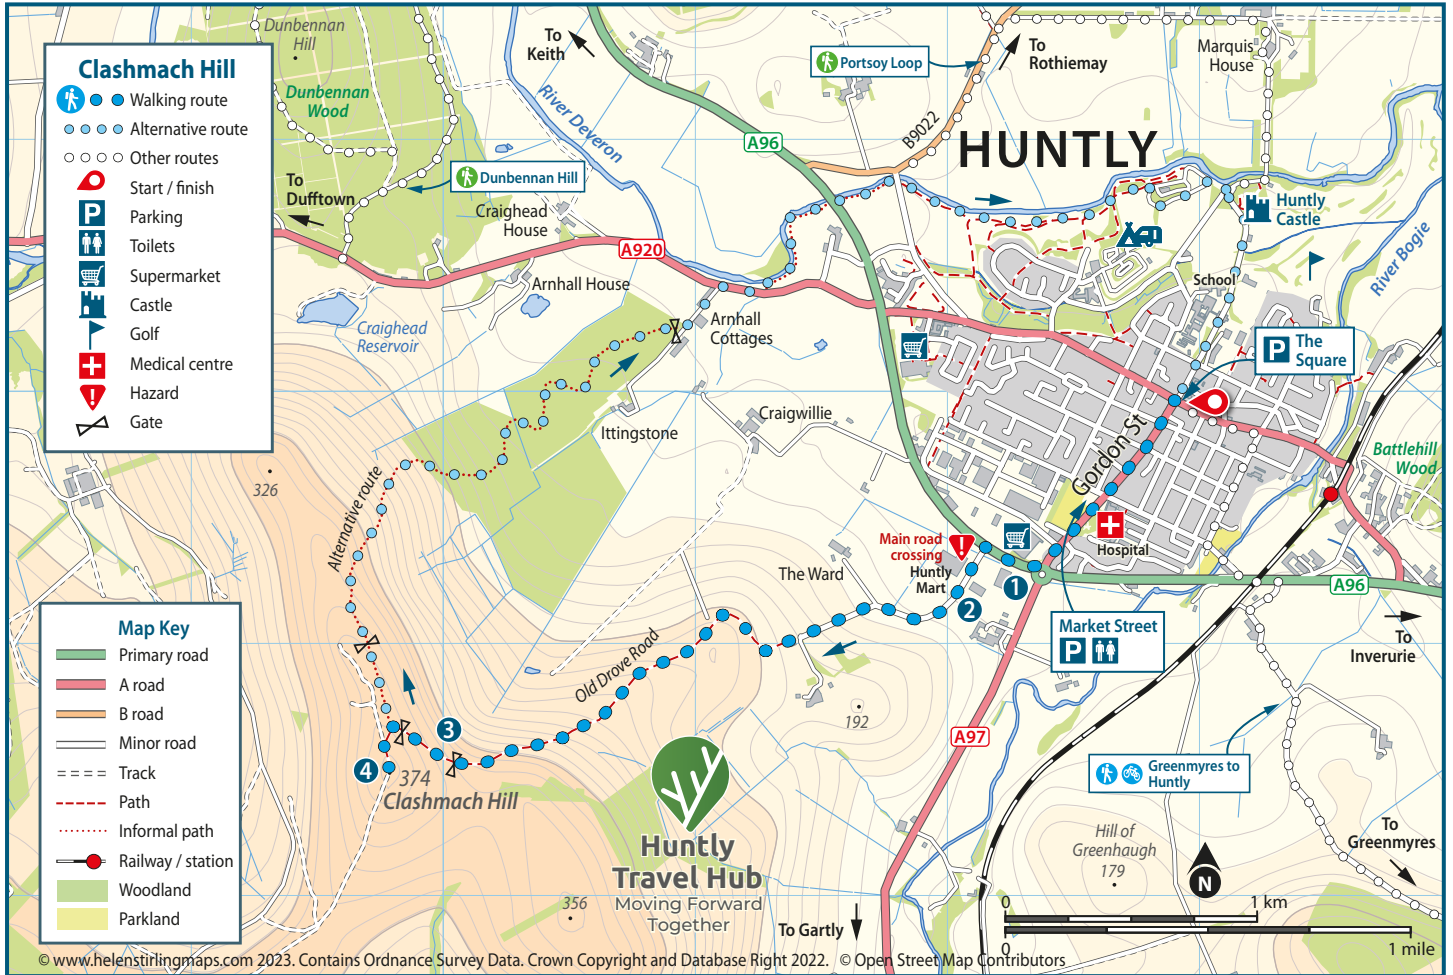 Clashmach Hill
Walking route
Alternative route
Other routes
Start / finish
P
Parking
Toilets
Supermarket
Castle
Golf
Medical centre
!
Hazard
Gate
Dunbennan
Hill
Dunbennan
Wood
To
Dufftown
Dunbennan Hill
To
Keith
River Deveron
A96
Portsoy Loop
To
Rothiemay
B9022
HUNTLY
Marquis
House
Huntly
Castle
River Bogie
School
P
The
Square
Craighead
House
A920
Arnhall House
Craighead
Reservoir
Arnhall
Cottages
Ittingstone
Craigwillie
Gordon St
Battlehill
Wood
326
Alternative route
Main road
crossing
!
Huntly
Mart
Hospital
1
2
The Ward
Market Street
P
A96
To
Inverurie
Old Drove Road
192
A97
3
4
374
Clashmach Hill
Huntly
Travel Hub
Moving Forward
Together
356
To Gartly
Greenmyres to
Huntly
Hill of
Greenhaugh
179
N
To
Greenmyres
0
1 km
0
1 mile
Map Key
Primary road
A road
B road
Minor road
Track
Path
Informal path
Railway / station
Woodland
Parkland
© www.helenstirlingmaps.com 2023. Contains Ordnance Survey Data. Crown Copyright and Database Right 2022. © Open Street Map Contributors